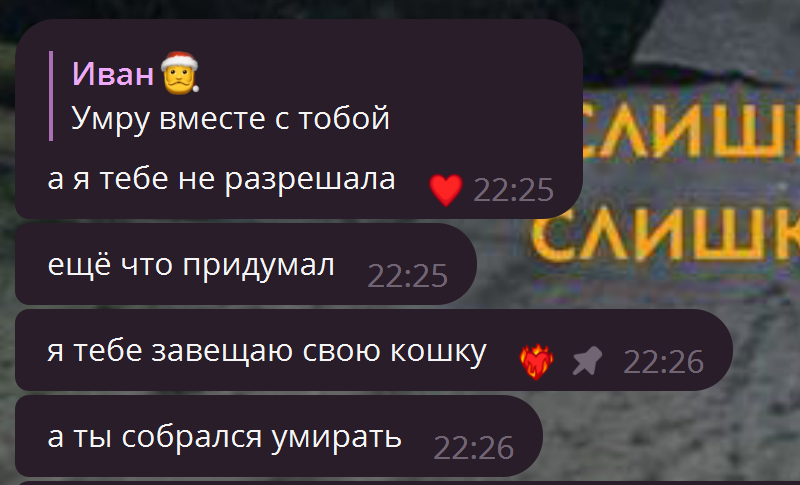 Иван🎅
Умру вместе с тобой
а я тебе не разрешала ❤️ 22:25
СЛИШ
ещё что придумал 22:25
СЛИШК
я тебе завещаю свою кошку ❤️‍🔥 22:26
а ты собрался умирать 22:26